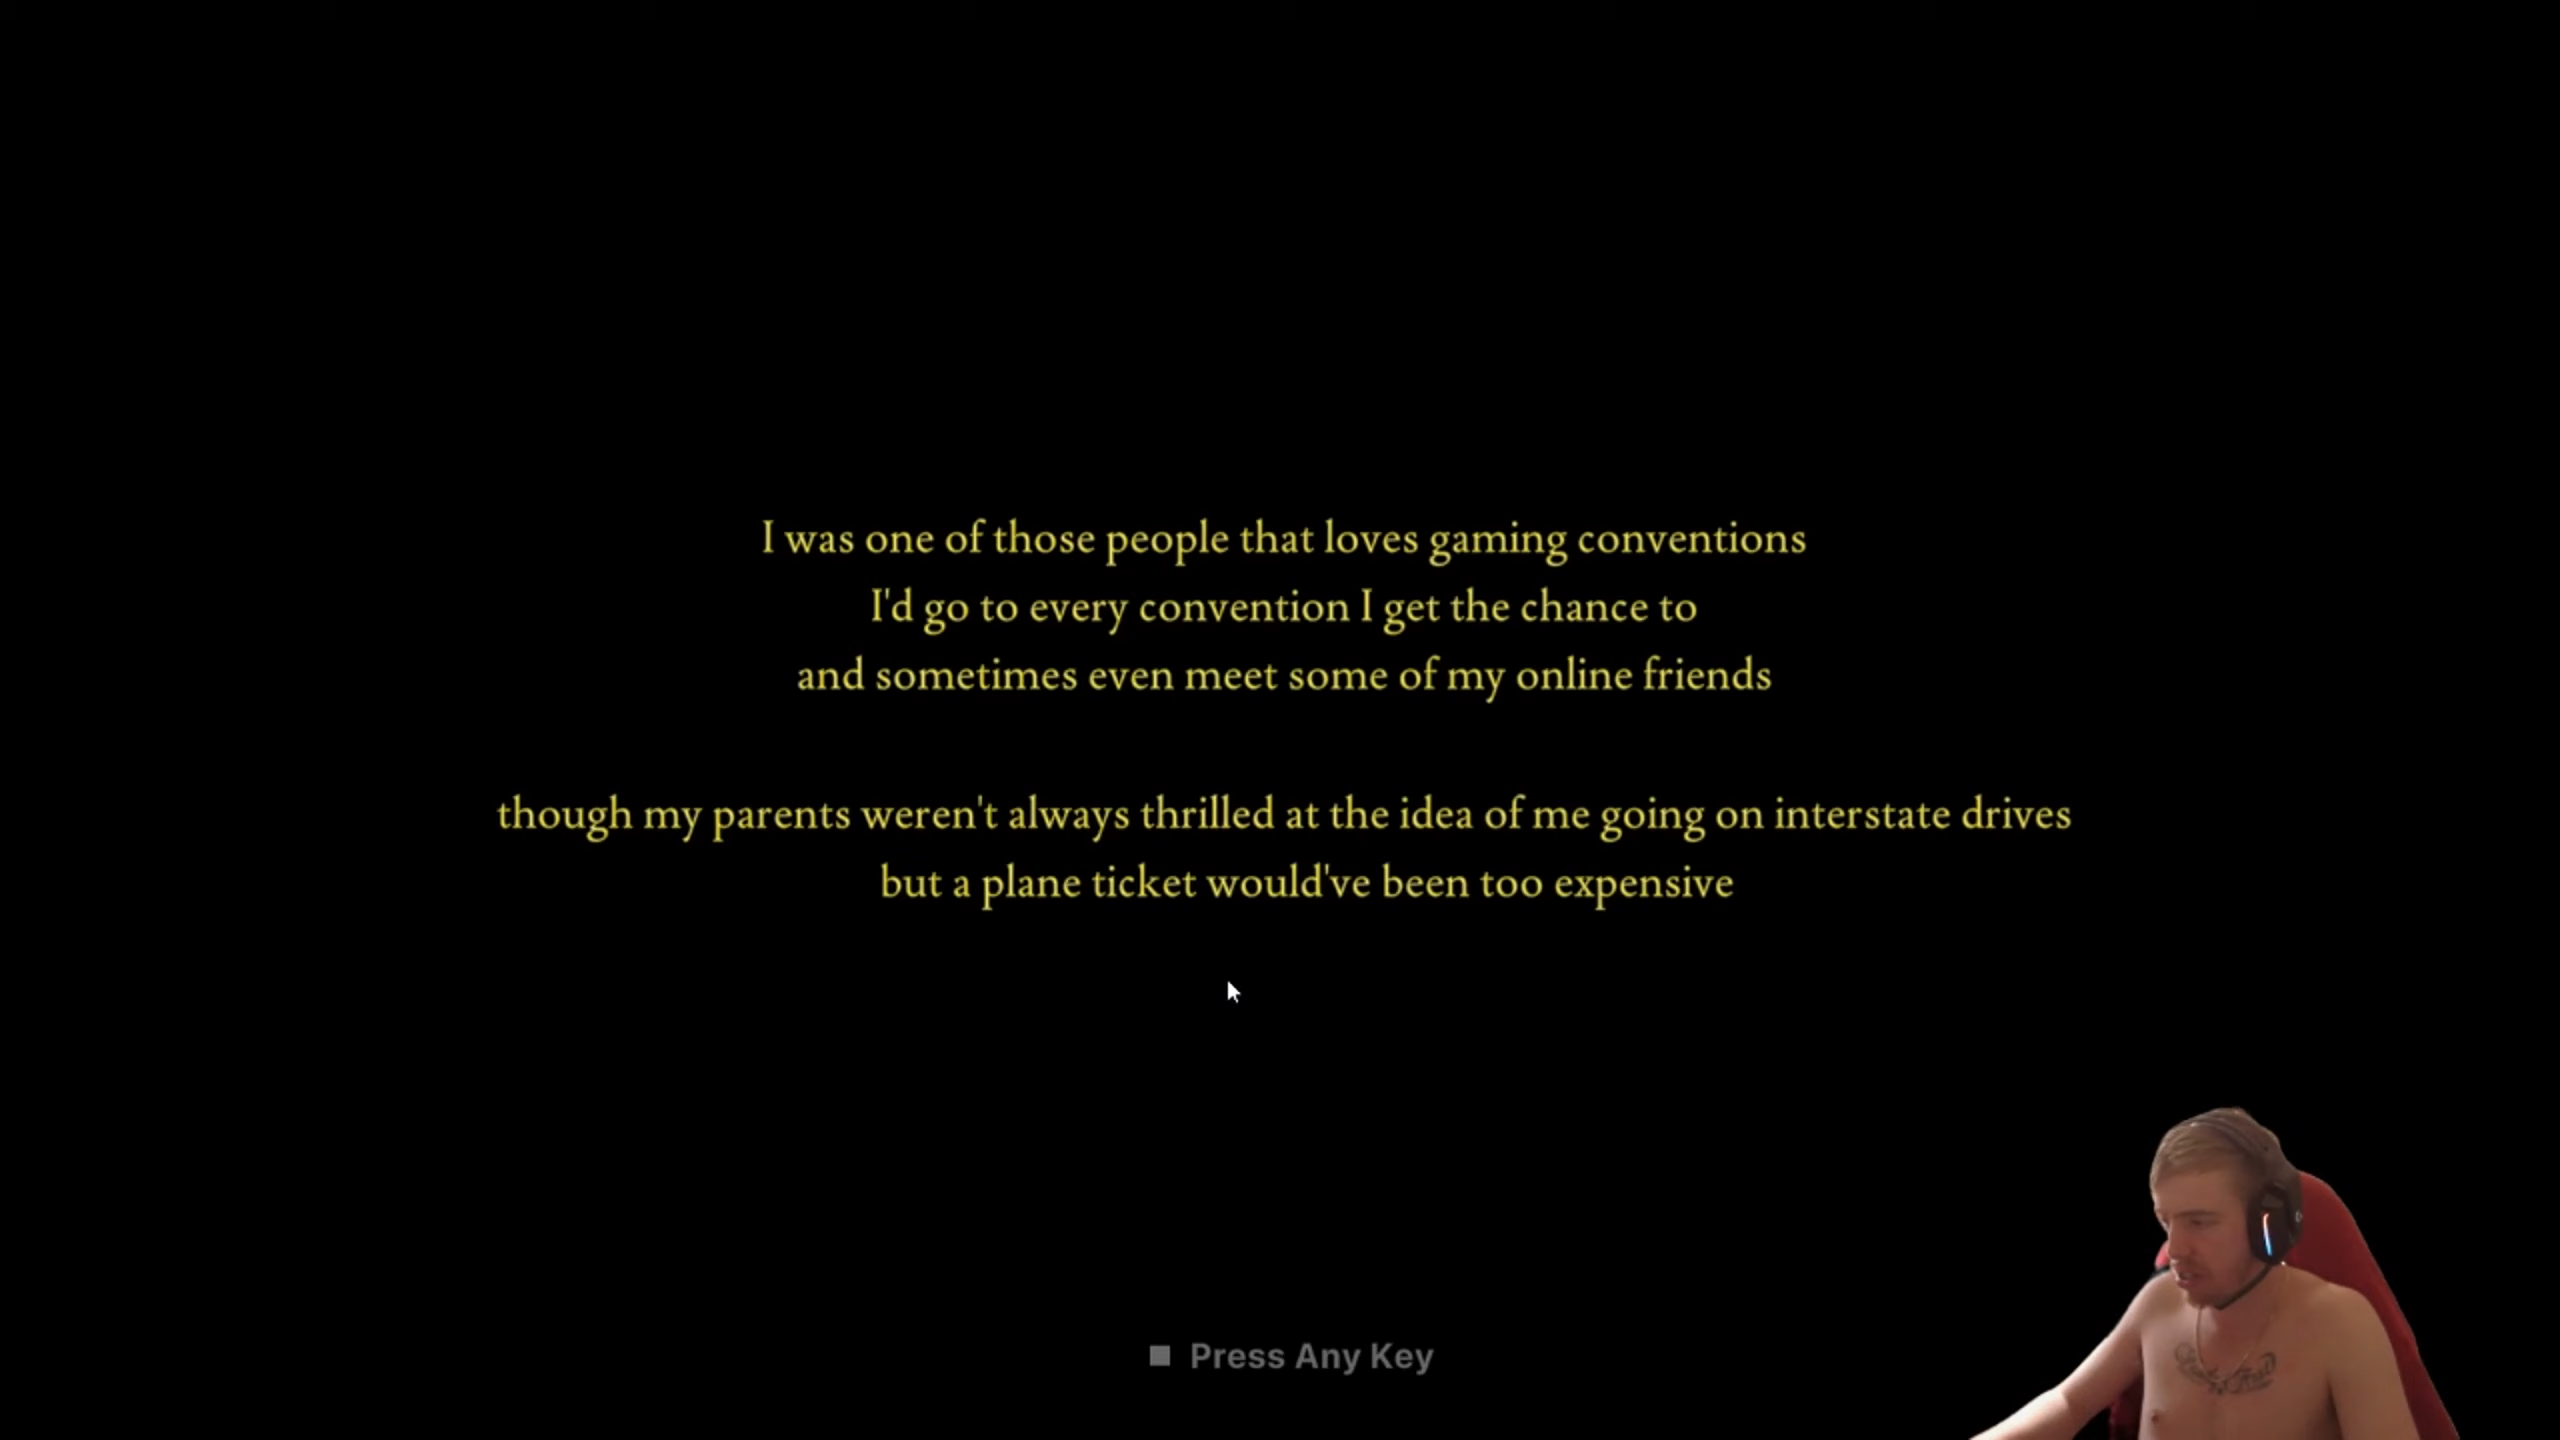 I was one of those people that loves gaming conventions
I'd go to every convention I get the chance to
and sometimes even meet some of my online friends
though my parents weren't always thrilled at the idea of me going on interstate drives
but a plane ticket would've been too expensive
Press Any Key